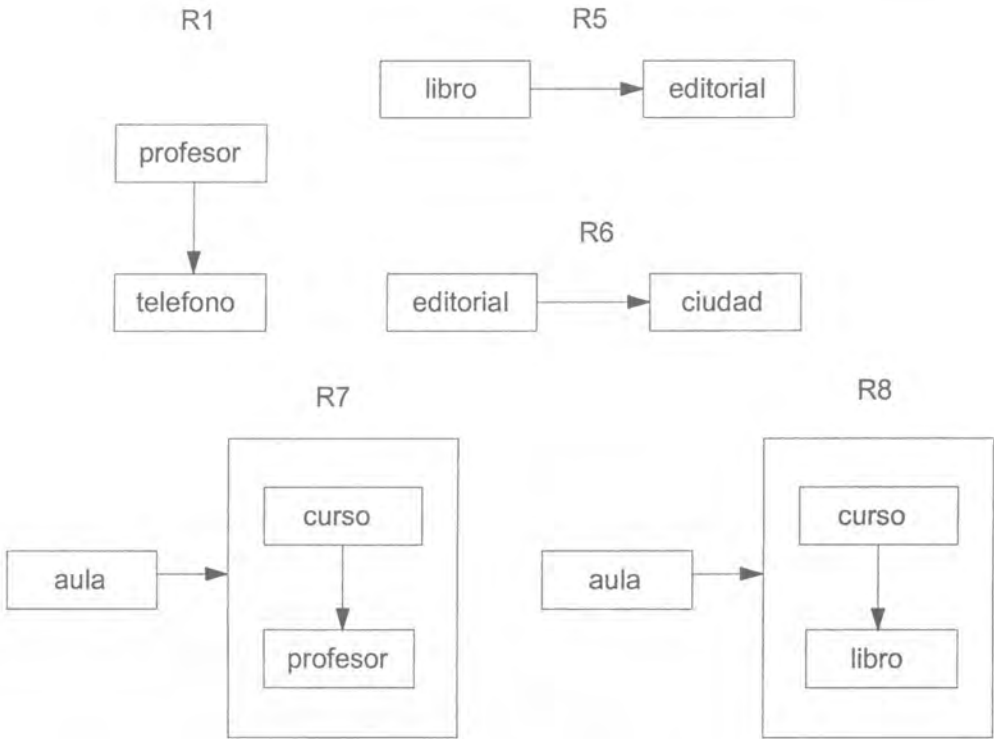 R1
profesor
telefono
R5
libro
editorial
R6
editorial
ciudad
R7
aula
curso
profesor
R8
aula
curso
libro